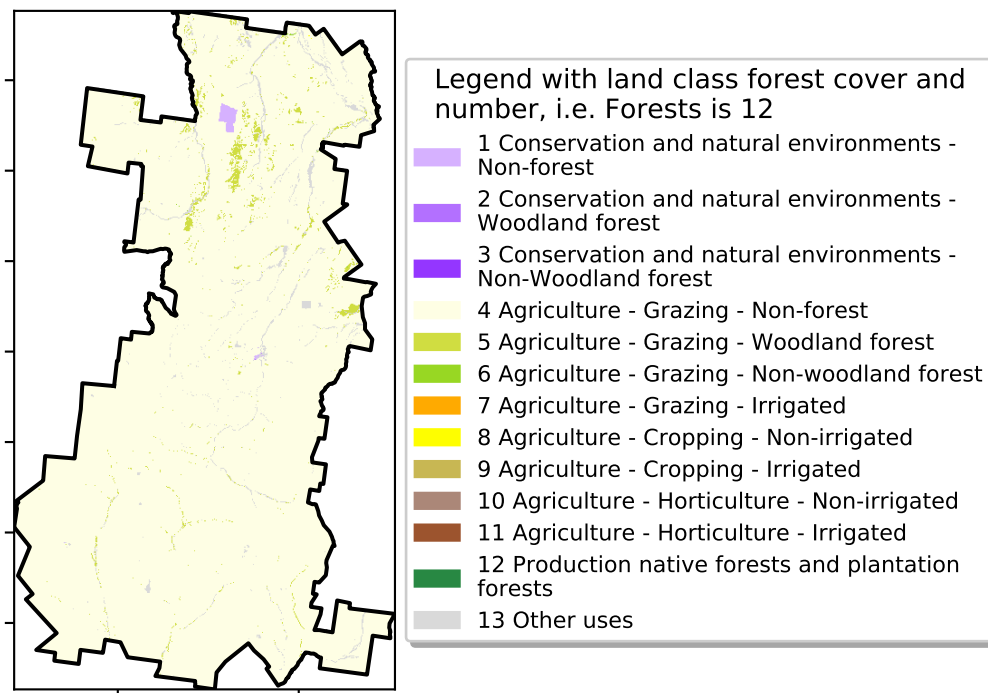 Legend with land class forest cover and
number, i.e. Forests is 12
1 Conservation and natural environments -
Non-forest
2 Conservation and natural environments -
Woodland forest
3 Conservation and natural environments -
Non-Woodland forest
4 Agriculture - Grazing - Non-forest
5 Agriculture - Grazing - Woodland forest
6 Agriculture - Grazing - Non-woodland forest
7 Agriculture - Grazing - Irrigated
8 Agriculture - Cropping - Non-irrigated
9 Agriculture - Cropping - Irrigated
10 Agriculture - Horticulture - Non-irrigated
11 Agriculture - Horticulture - Irrigated
12 Production native forests and plantation
forests
13 Other uses